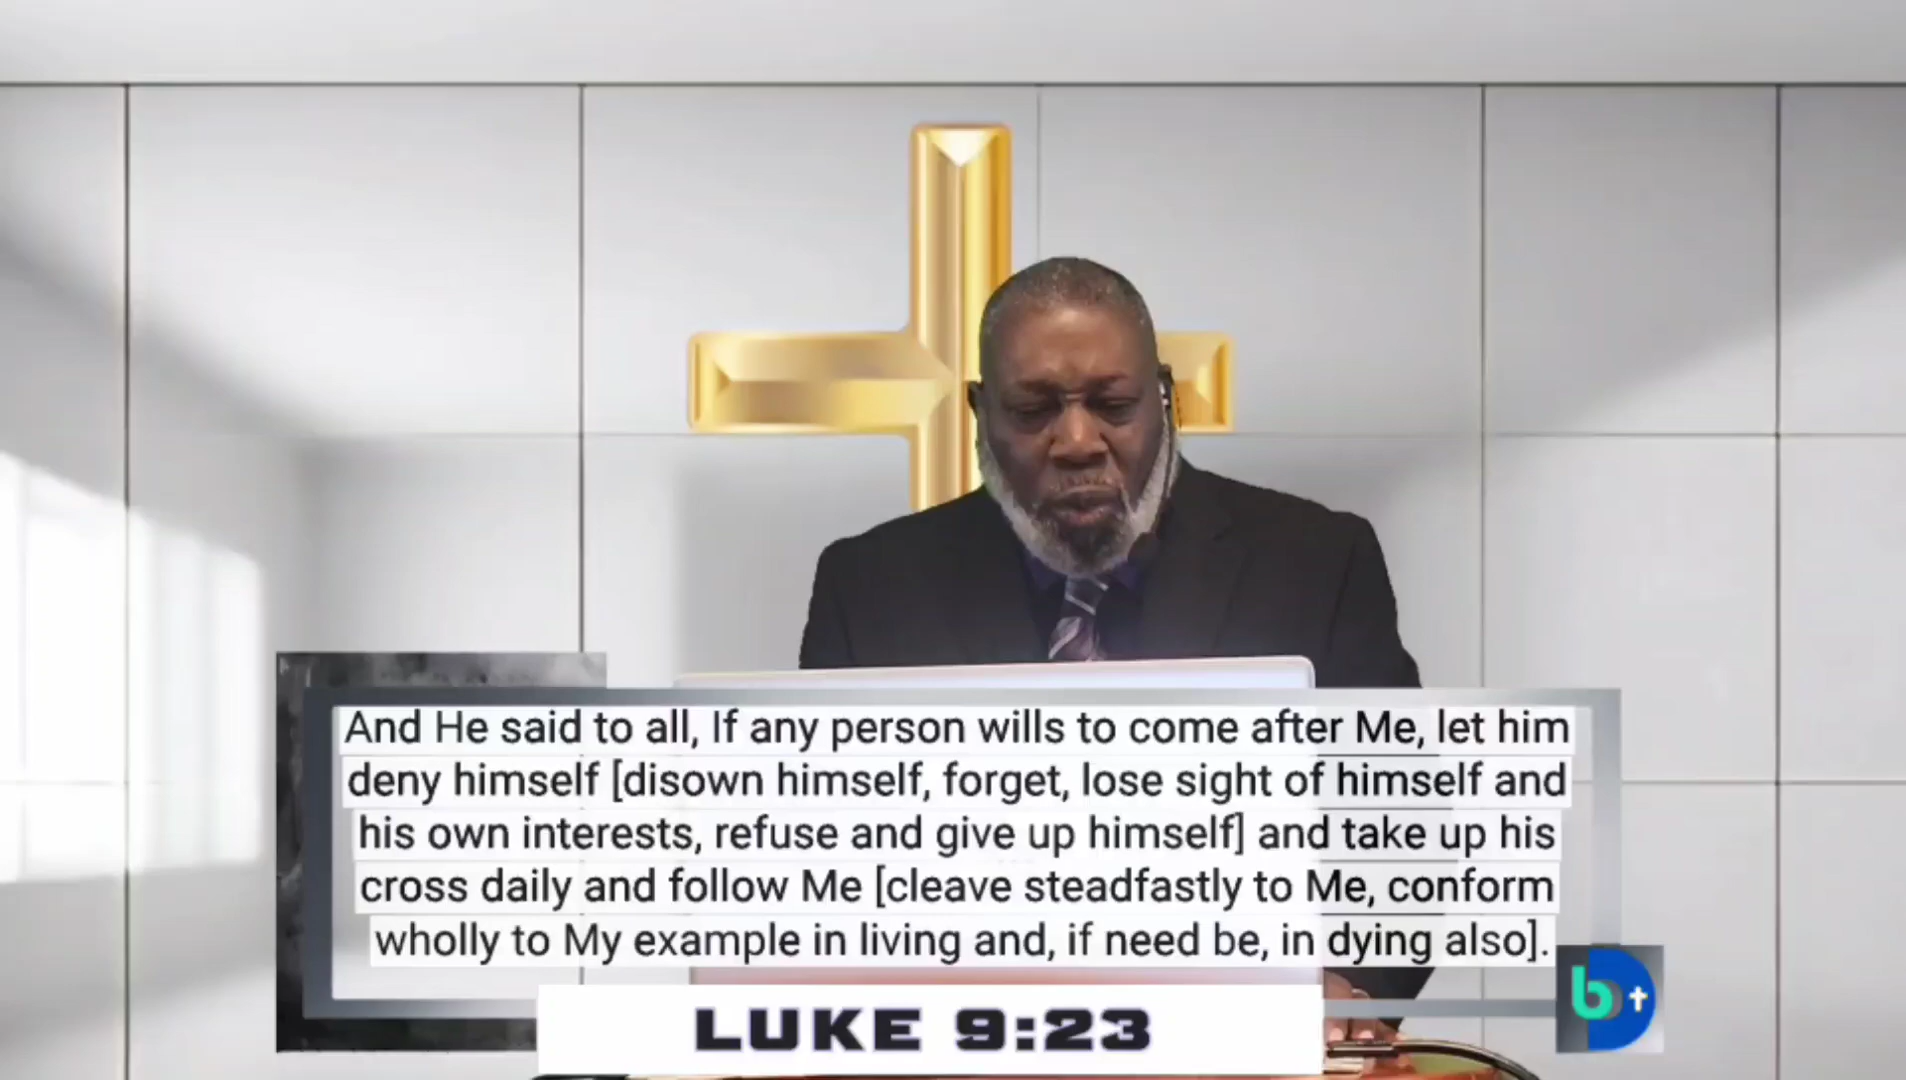 And He said to all, If any person wills to come after Me, let him
deny himself [disown himself, forget, lose sight of himself and
his own interests, refuse and give up himself] and take up his
cross daily and follow Me [cleave steadfastly to Me, conform
wholly to My example in living and, if need be, in dying also].
LUKE 9:23
b